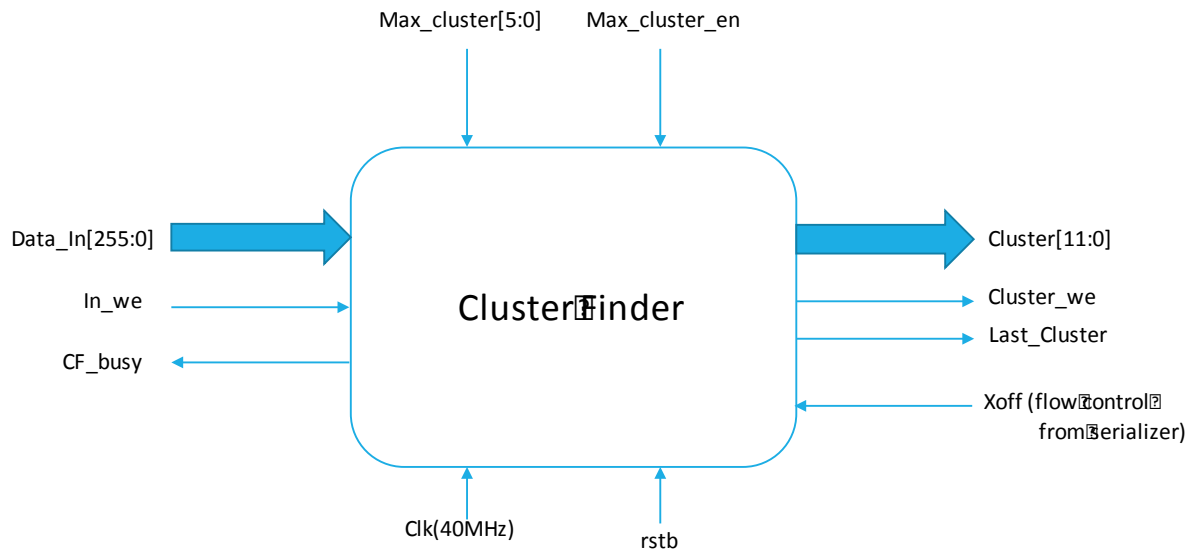 Max_cluster[5:0] Max_cluster_en
Data_In[255:0]
Cluster[11:0]
In_we
Cluster_we
Cluster⍰Finder
Last_Cluster
CF_busy
Xoff (flow⍰control⍰
from⍰serializer)
Clk(40MHz)
rstb